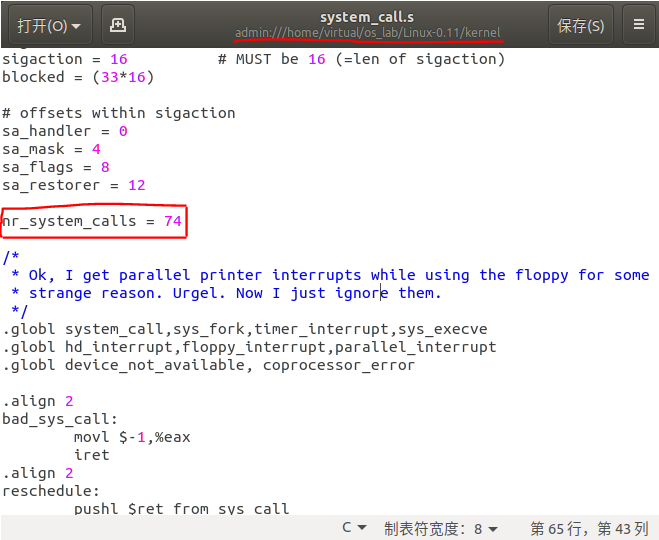 打开(O)
system_call.s
admin:///home/virtual/os_lab/Linux-0.11/kernel
保存(S)
sigaction = 16 # MUST be 16 (=len of sigaction)
blocked = (33*16)
# offsets within sigaction
sa_handler = 0
sa_mask = 4
sa_flags = 8
sa_restorer = 12
nr_system_calls = 74
/*
* Ok, I get parallel printer interrupts while using the floppy for some
* strange reason. Urgel. Now I just ignore them.
*/
.globl system_call,sys_fork,timer_interrupt,sys_execve
.globl hd_interrupt,floppy_interrupt,parallel_interrupt
.globl device_not_available, coprocessor_error
.align 2
bad_sys_call:
movl $-1,%eax
iret
.align 2
reschedule:
pushl $ret_from_sys_call
C 制表符宽度：8 第 65 行，第 43 列